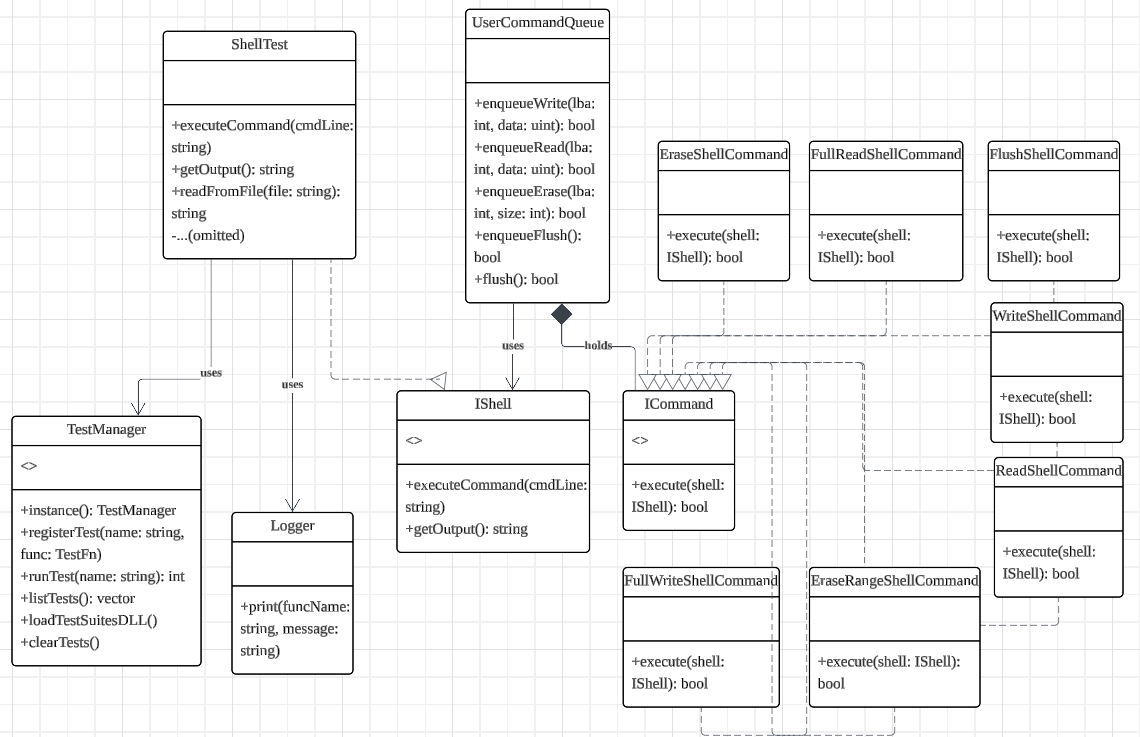 ShellTest
+executeCommand(cmdLine:
string)
+getOutput(): string
+readFromFile(file: string):
string
-...(omitted)
UserCommandQueue
+enqueueWrite(lba:
int, data: uint): bool
+enqueueRead(lba:
int, data: uint): bool
+enqueueErase(lba:
int, size: int): bool
+enqueueFlush():
bool
+flush(): bool
EraseShellCommand
+execute(shell:
IShell): bool
FullReadShellCommand
+execute(shell:
IShell): bool
FlushShellCommand
+execute(shell:
IShell): bool
WriteShellCommand
+execute(shell:
IShell): bool
uses
uses
uses
holds
TestManager
<>
+instance(): TestManager
+registerTest(name: string,
func: TestFn)
+runTest(name: string): int
+listTests(): vector
+loadTestSuitesDLL()
+clearTests()
Logger
+print(funcName:
string, message:
string)
IShell
<>
+executeCommand(cmdLine:
string)
+getOutput(): string
ICommand
<>
+execute(shell:
IShell): bool
ReadShellCommand
+execute(shell:
IShell): bool
FullWriteShellCommand
+execute(shell:
IShell): bool
EraseRangeShellCommand
+execute(shell: IShell):
bool